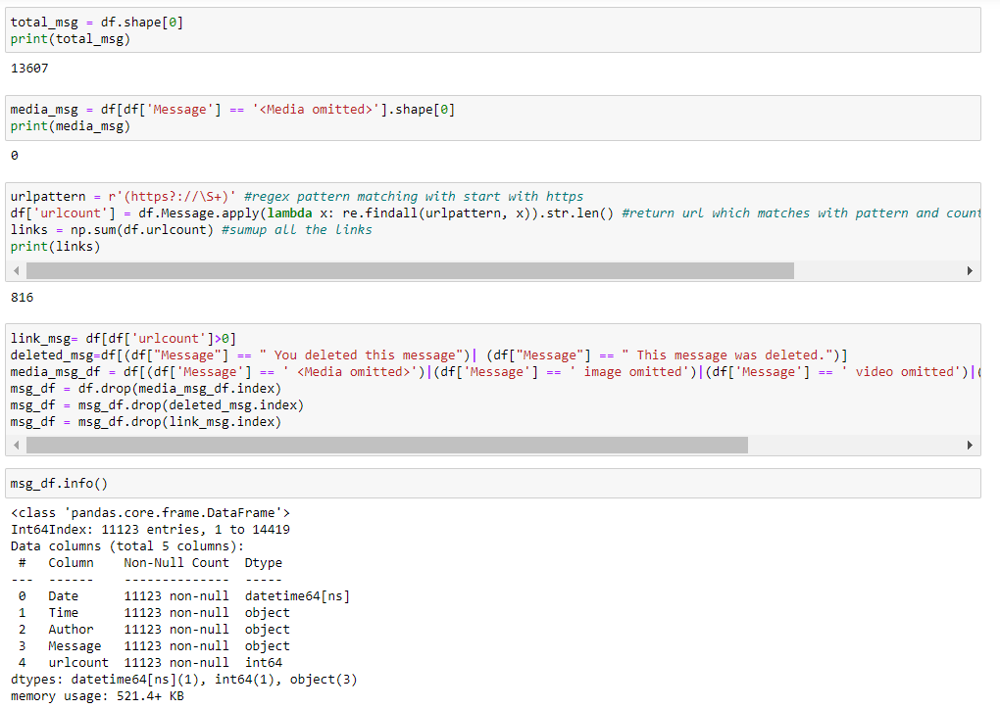 total_msg = df.shape[0]
print(total_msg)
13607
media_msg = df[df['Message'] == '<Media omitted>'].shape[0]
print(media_msg)
0
urlpattern = r'(https?://\S+)' #regex pattern matching with start with https
df['urlcount'] = df.Message.apply(lambda x: re.findall(urlpattern, x)).str.len() #return url which matches with pattern and count
links = np.sum(df.urlcount) #sumup all the links
print(links)
816
link_msg= df[df['urlcount']>0]
deleted_msg=df[(df["Message"] == " You deleted this message")| (df["Message"] == " This message was deleted.")]
media_msg_df = df[(df['Message'] == ' <Media omitted>')|(df['Message'] == ' image omitted')|(df['Message'] == ' video omitted')|(
msg_df = df.drop(media_msg_df.index)
msg_df = msg_df.drop(deleted_msg.index)
msg_df = msg_df.drop(link_msg.index)
msg_df.info()
<class 'pandas.core.frame.DataFrame'>
Int64Index: 11123 entries, 1 to 14419
Data columns (total 5 columns):
 #   Column    Non-Null Count  Dtype
---  ------    --------------  -----
 0   Date      11123 non-null  datetime64[ns]
 1   Time      11123 non-null  object
 2   Author    11123 non-null  object
 3   Message   11123 non-null  object
 4   urlcount  11123 non-null  int64
dtypes: datetime64[ns](1), int64(1), object(3)
memory usage: 521.4+ KB